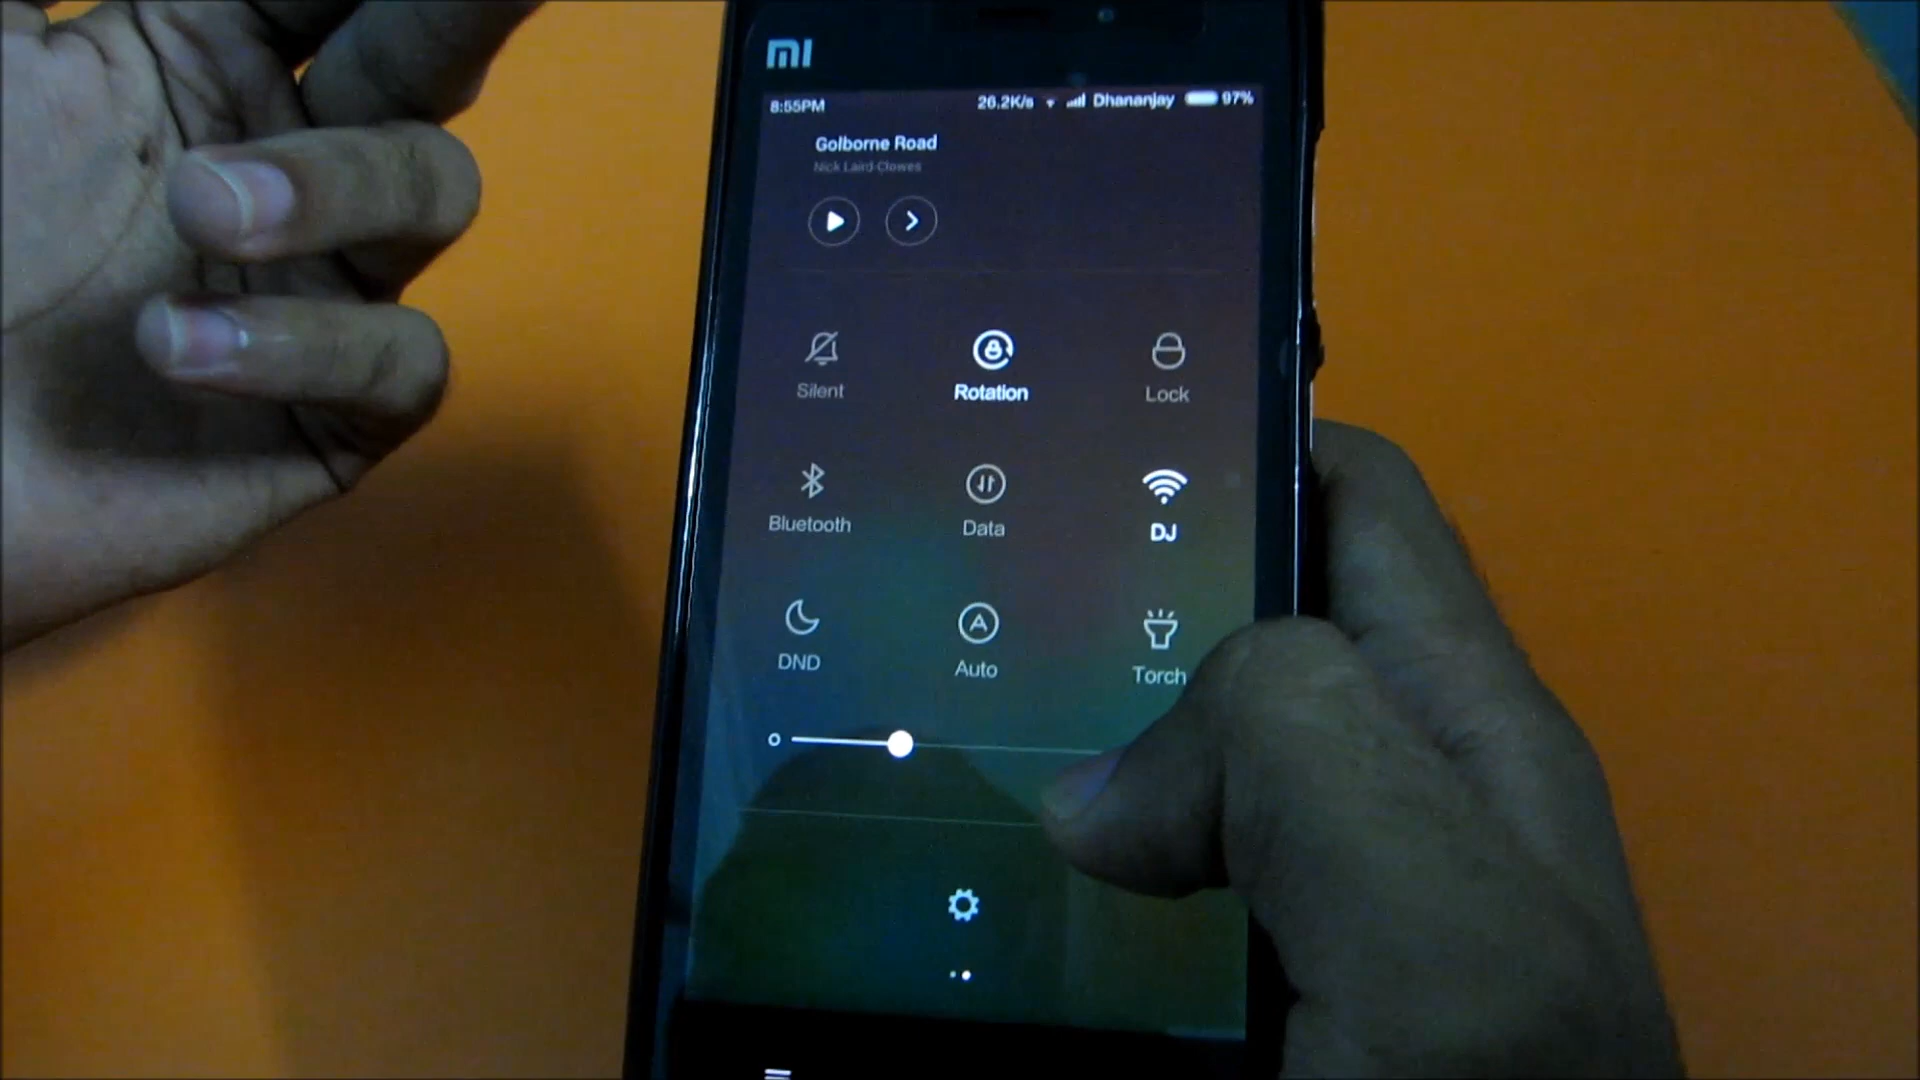 MI
8:55PM 26.2K/s Dhananjay 97%
Golborne Road
Nick Laird-Clowes
Silent Rotation Lock
Bluetooth Data DJ
DND Auto Torch